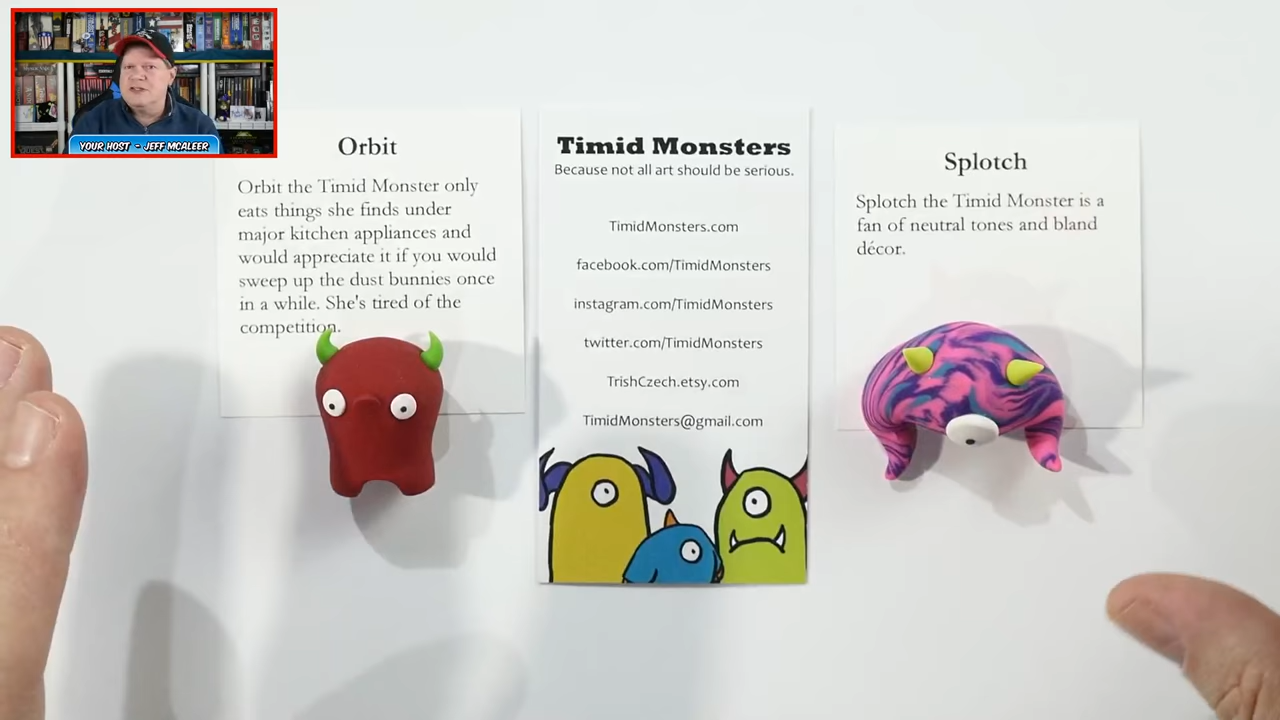 YOUR HOST - JEFF MCALEER
Orbit
Orbit the Timid Monster only
eats things she finds under
major kitchen appliances and
would appreciate it if you would
sweep up the dust bunnies once
in a while. She's tired of the
competition.
Timid Monsters
Because not all art should be serious.
TimidMonsters.com
facebook.com/TimidMonsters
instagram.com/TimidMonsters
twitter.com/TimidMonsters
TrishCzech.etsy.com
TimidMonsters@gmail.com
Splotch
Splotch the Timid Monster is a
fan of neutral tones and bland
décor.